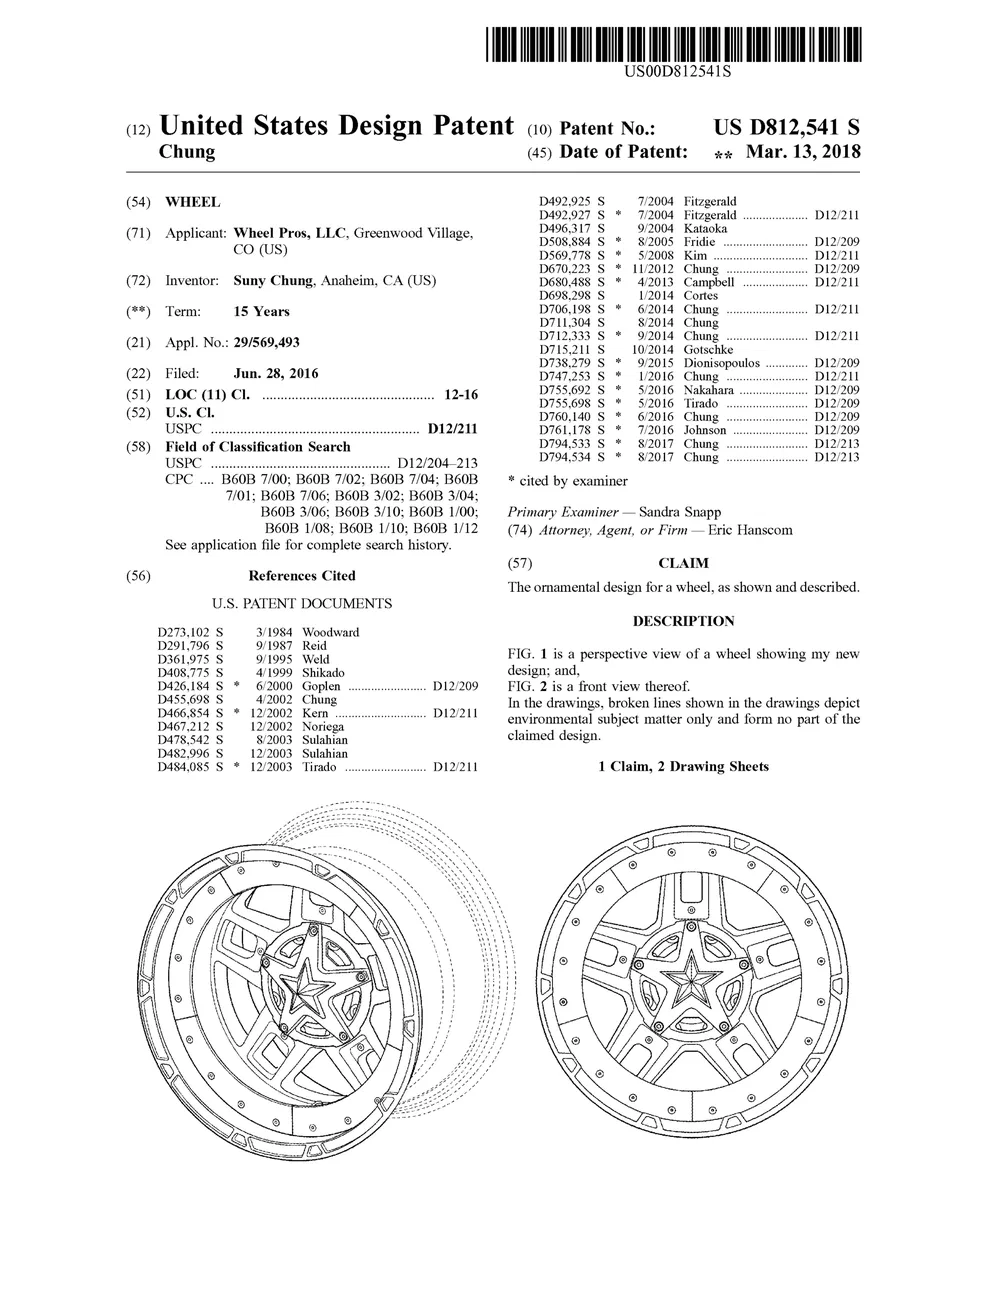 US00D812541S
(12) United States Design Patent
Chung
(10) Patent No.: US D812,541 S
(45) Date of Patent: ** Mar. 13, 2018
(54) WHEEL
(71) Applicant: Wheel Pros, LLC, Greenwood Village,
CO (US)
(72) Inventor: Suny Chung, Anaheim, CA (US)
(**) Term: 15 Years
(21) Appl. No.: 29/569,493
(22) Filed: Jun. 28, 2016
(51) LOC (11) Cl. ........................................... 12-16
(52) U.S. Cl.
USPC .................................................... D12/211
(58) Field of Classification Search
USPC ............................................. D12/204–213
CPC .... B60B 7/00; B60B 7/02; B60B 7/04; B60B
7/01; B60B 7/06; B60B 3/02; B60B 3/04;
B60B 3/06; B60B 3/10; B60B 1/00;
B60B 1/08; B60B 1/10; B60B 1/12
See application file for complete search history.
(56) References Cited
U.S. PATENT DOCUMENTS
D273,102 S 3/1984 Woodward
D291,796 S 9/1987 Reid
D361,975 S 9/1995 Weld
D408,775 S 4/1999 Shikado
D426,184 S * 6/2000 Goplen ........................ D12/209
D455,698 S 4/2002 Chung
D466,854 S * 12/2002 Kern ............................ D12/211
D467,212 S 12/2002 Noriega
D478,542 S 8/2003 Sulahian
D482,996 S 12/2003 Sulahian
D484,085 S * 12/2003 Tirado ......................... D12/211
D492,925 S 7/2004 Fitzgerald
D492,927 S * 7/2004 Fitzgerald .................... D12/211
D496,317 S 9/2004 Kataoka
D508,884 S * 8/2005 Fridie .......................... D12/209
D569,778 S * 5/2008 Kim ............................. D12/211
D670,223 S * 11/2012 Chung ......................... D12/209
D680,488 S * 4/2013 Campbell .................... D12/211
D698,298 S 1/2014 Cortes
D706,198 S * 6/2014 Chung ......................... D12/211
D711,304 S 8/2014 Chung
D712,333 S * 9/2014 Chung ......................... D12/211
D715,211 S 10/2014 Gotschke
D738,279 S * 9/2015 Dionisopoulos ............. D12/209
D747,253 S * 1/2016 Chung ......................... D12/211
D755,692 S * 5/2016 Nakahara .................... D12/209
D755,698 S * 5/2016 Tirado ......................... D12/209
D760,140 S * 6/2016 Chung ......................... D12/209
D761,178 S * 7/2016 Johnson ....................... D12/209
D794,533 S * 8/2017 Chung ......................... D12/213
D794,534 S * 8/2017 Chung ......................... D12/213
* cited by examiner
Primary Examiner — Sandra Snapp
(74) Attorney, Agent, or Firm — Eric Hanscom
(57) CLAIM
The ornamental design for a wheel, as shown and described.
DESCRIPTION
FIG. 1 is a perspective view of a wheel showing my new
design; and,
FIG. 2 is a front view thereof.
In the drawings, broken lines shown in the drawings depict
environmental subject matter only and form no part of the
claimed design.
1 Claim, 2 Drawing Sheets